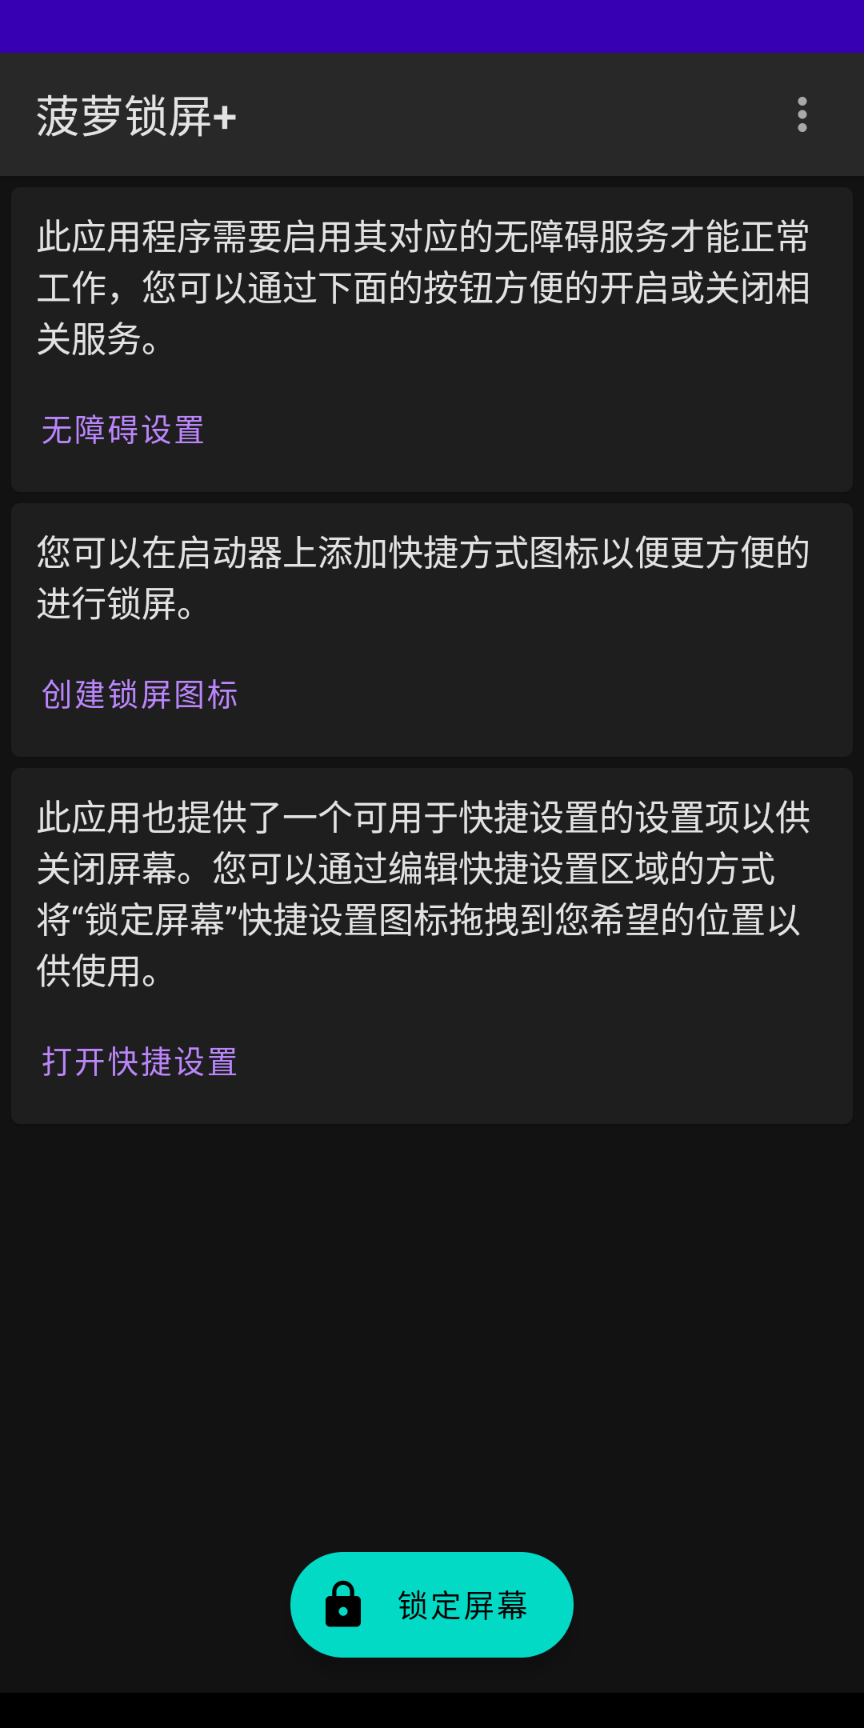 菠萝锁屏+
此应用程序需要启用其对应的无障碍服务才能正常
工作，您可以通过下面的按钮方便的开启或关闭相
关服务。
无障碍设置
您可以在启动器上添加快捷方式图标以便更方便的
进行锁屏。
创建锁屏图标
此应用也提供了一个可用于快捷设置的设置项以供
关闭屏幕。您可以通过编辑快捷设置区域的方式
将“锁定屏幕”快捷设置图标拖拽到您希望的位置以
供使用。
打开快捷设置
锁定屏幕